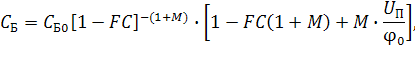 C_Б = C_Б0[1 − FC]^−(1+M) · [1 − FC(1 + M) + M · U_П/φ_0],